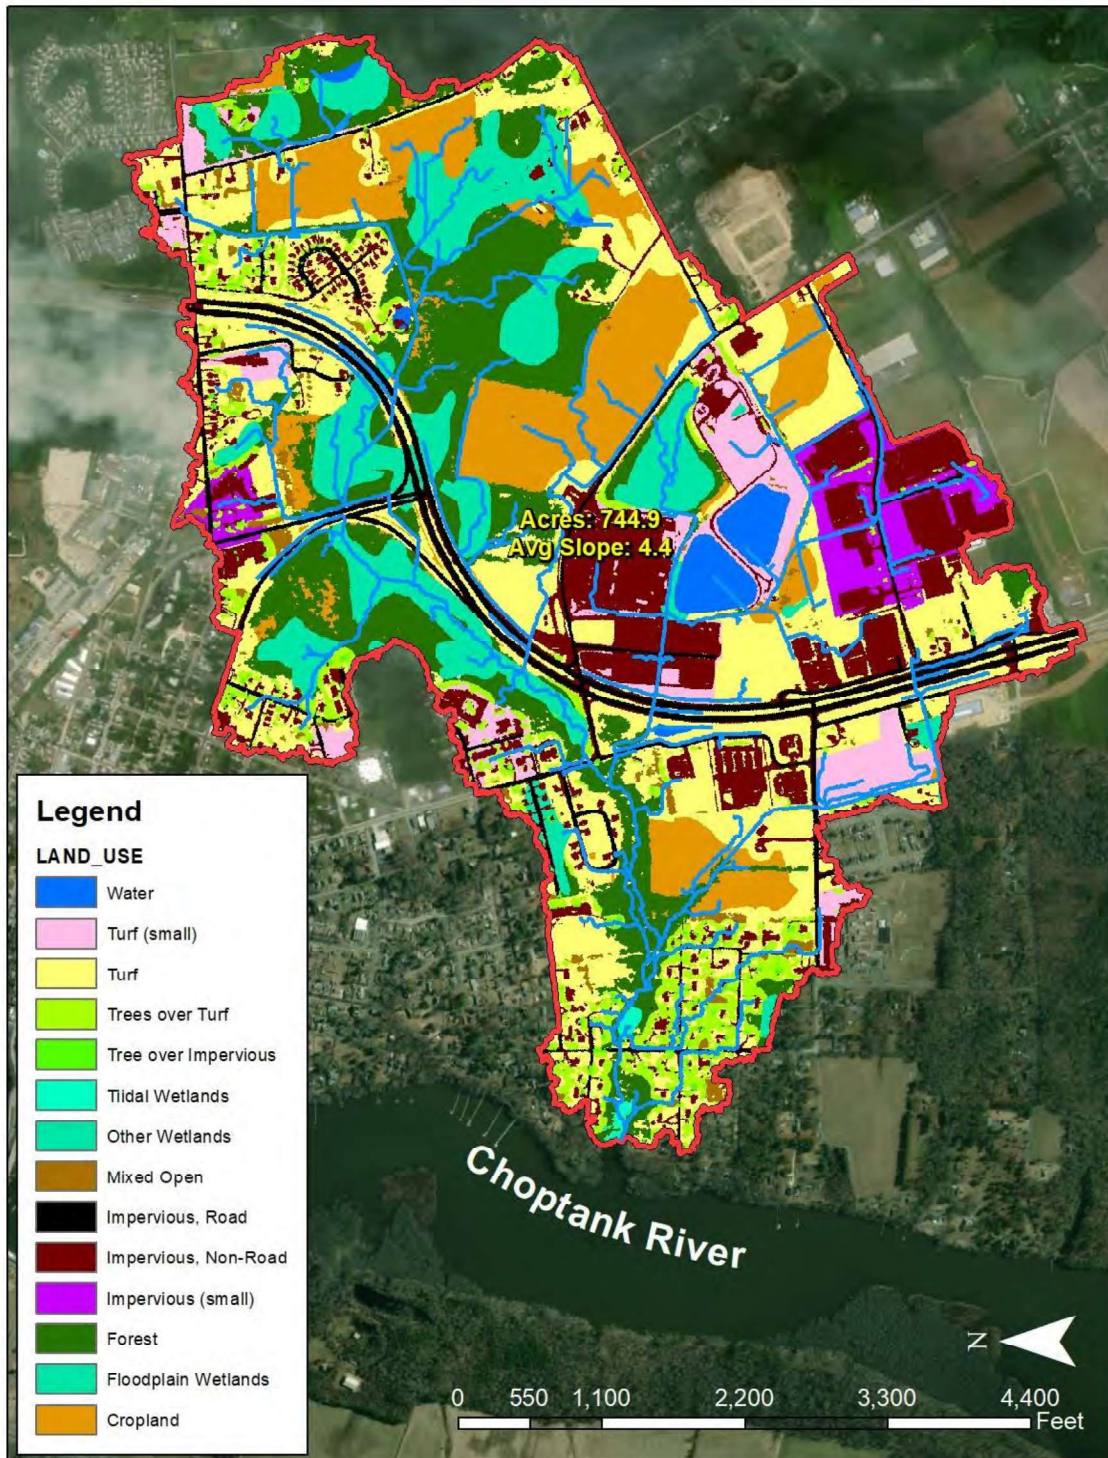 Acres: 744.9
Avg Slope: 4.4
Legend
LAND_USE
Water
Turf (small)
Turf
Trees over Turf
Tree over Impervious
Tiidal Wetlands
Other Wetlands
Mixed Open
Impervious, Road
Impervious, Non-Road
Impervious (small)
Forest
Floodplain Wetlands
Cropland
Choptank River
N
0 550 1,100 2,200 3,300 4,400
Feet